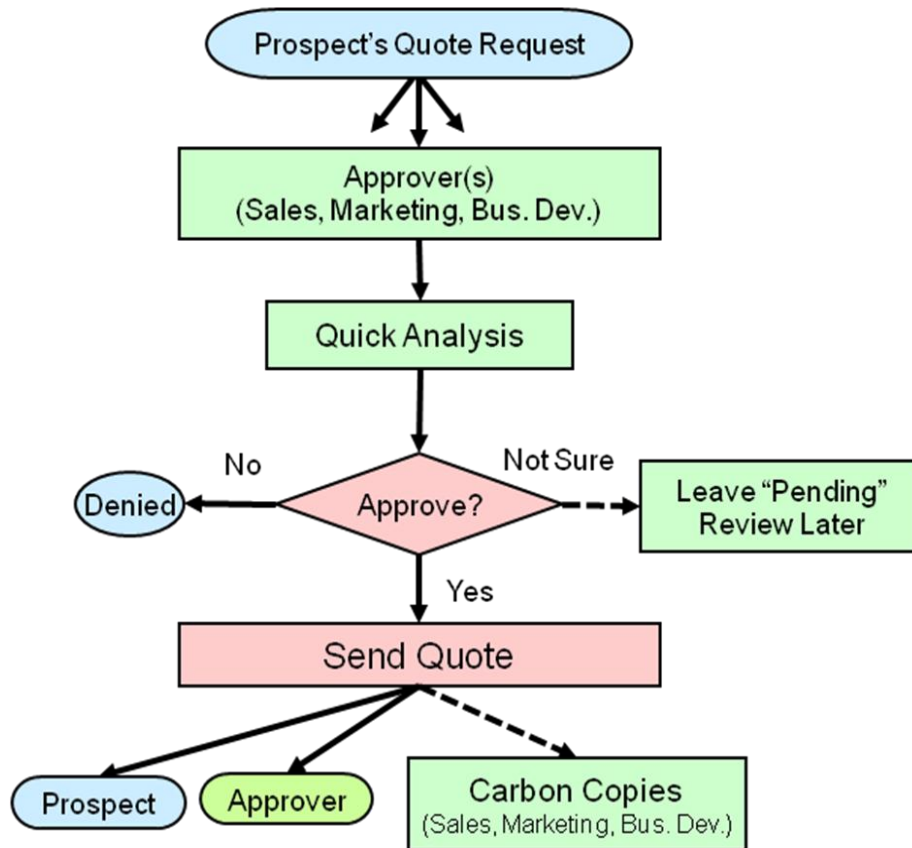 Prospect's Quote Request
Approver(s)
(Sales, Marketing, Bus. Dev.)
Quick Analysis
No
Not Sure
Denied
Approve?
Leave “Pending”
Review Later
Yes
Send Quote
Prospect
Approver
Carbon Copies
(Sales, Marketing, Bus. Dev.)